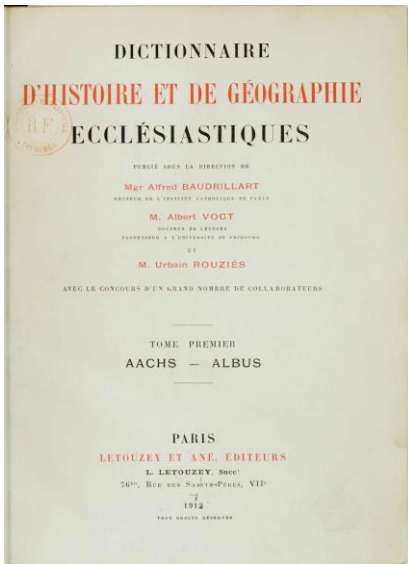 DICTIONNAIRE
D'HISTOIRE ET DE GÉOGRAPHIE
ECCLÉSIASTIQUES
R.F.
PUBLIÉ SOUS LA DIRECTION DE
Mgr Alfred BAUDRILLART
RECTEUR DE L'INSTITUT CATHOLIQUE DE PARIS
M. Albert VOGT
DOCTEUR ÈS LETTRES
PROFESSEUR A L'UNIVERSITÉ DE FRIBOURG
ET
M. Urbain ROUZIÈS
AVEC LE CONCOURS D'UN GRAND NOMBRE DE COLLABORATEURS
TOME PREMIER
AACHS — ALBUS
PARIS
LETOUZEY ET ANÉ, ÉDITEURS
L. LETOUZEY, Succr
76bis, RUE DES SAINTS-PÈRES, VIIe
1912
TOUS DROITS RÉSERVÉS